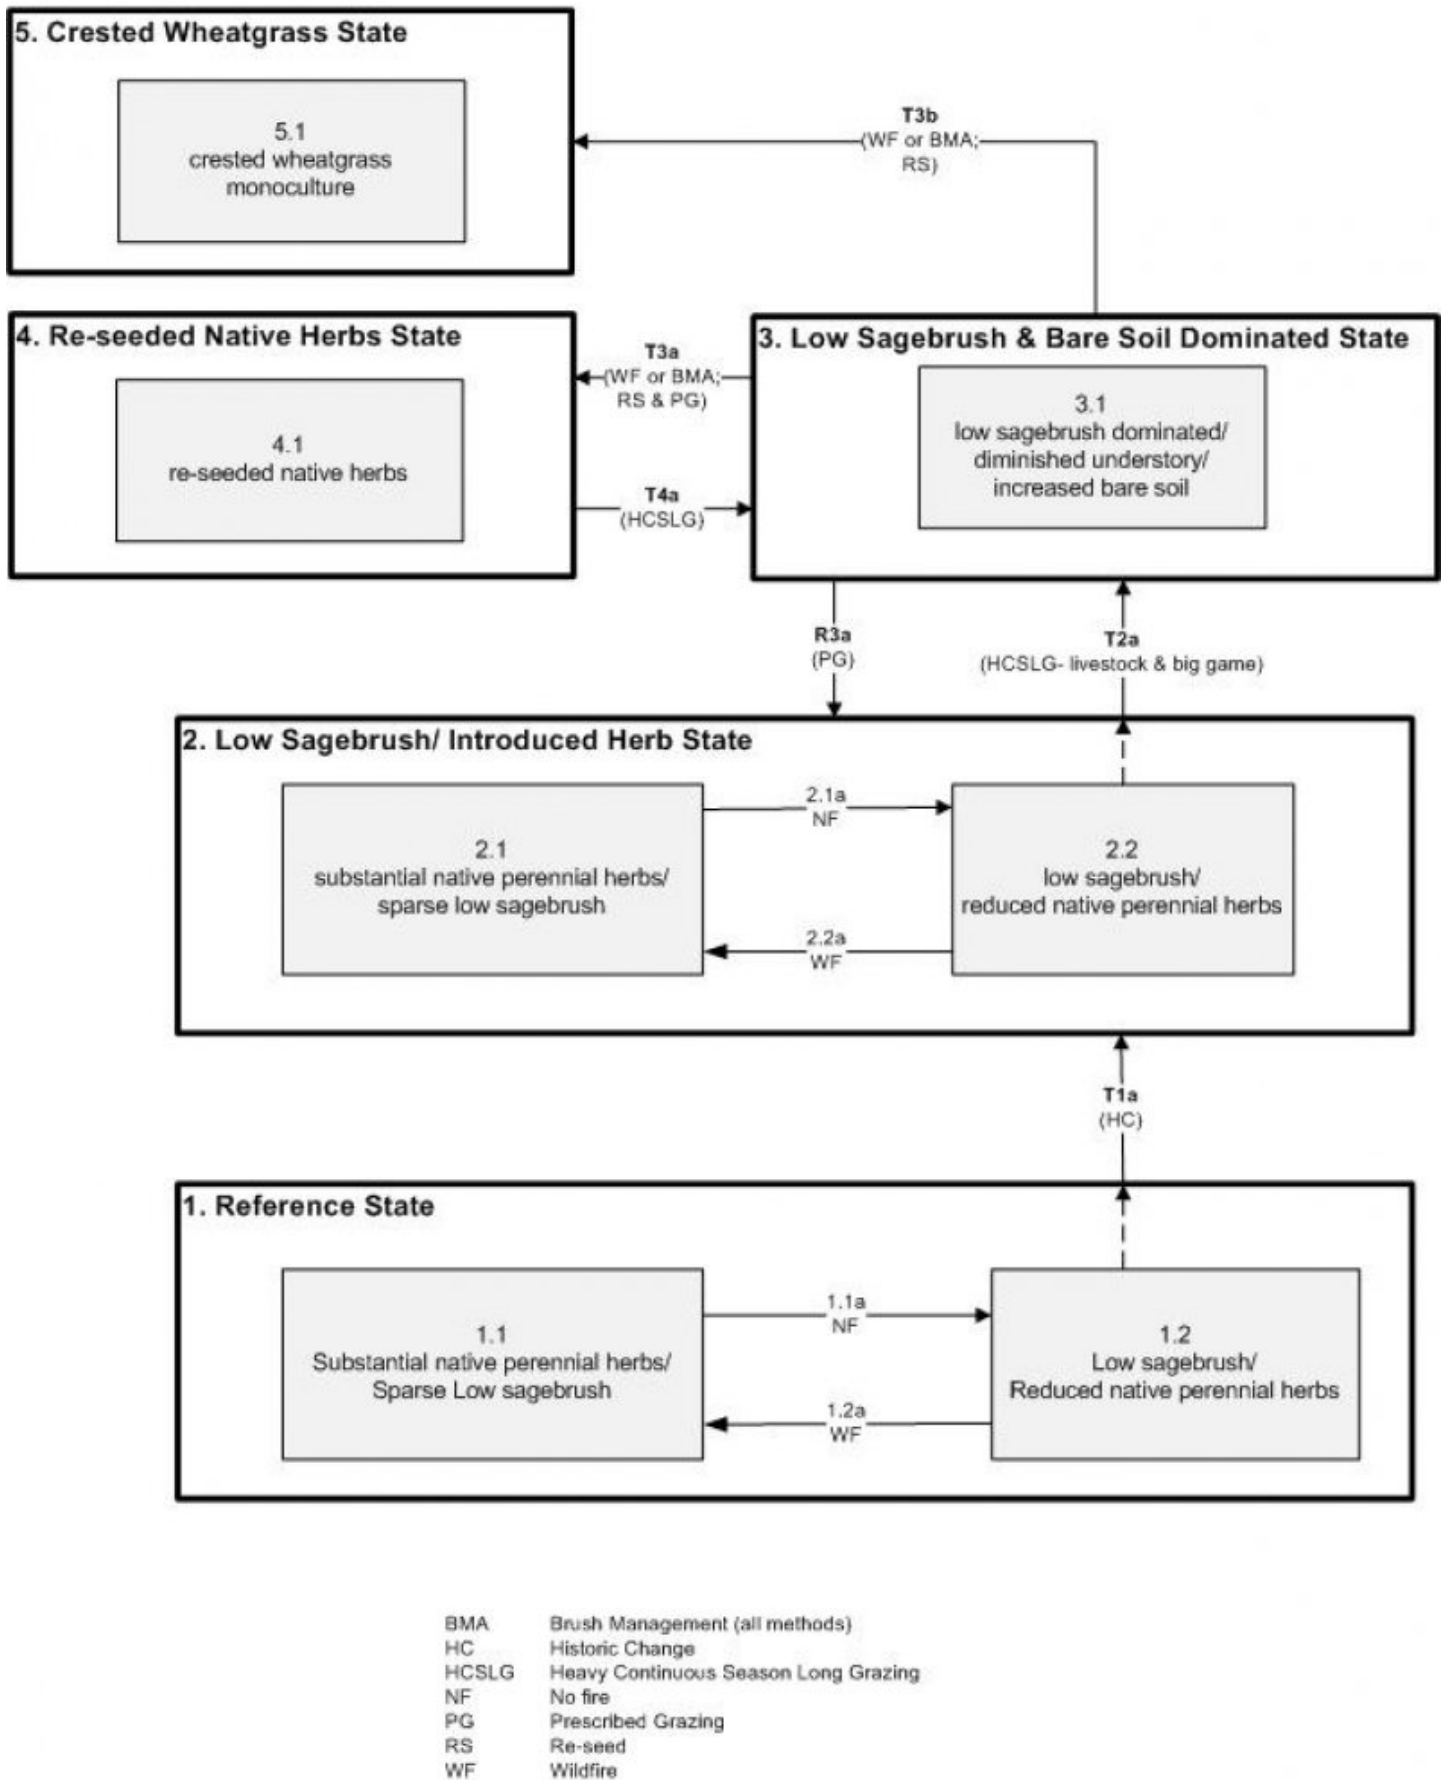 5. Crested Wheatgrass State
5.1
crested wheatgrass
monoculture
T3b
(WF or BMA;
RS)
4. Re-seeded Native Herbs State
4.1
re-seeded native herbs
T3a
(WF or BMA;
RS & PG)
T4a
(HCSLG)
3. Low Sagebrush & Bare Soil Dominated State
3.1
low sagebrush dominated/
diminished understory/
increased bare soil
R3a
(PG)
T2a
(HCSLG- livestock & big game)
2. Low Sagebrush/ Introduced Herb State
2.1
substantial native perennial herbs/
sparse low sagebrush
2.1a
NF
2.2a
WF
2.2
low sagebrush/
reduced native perennial herbs
T1a
(HC)
1. Reference State
1.1
Substantial native perennial herbs/
Sparse Low sagebrush
1.1a
NF
1.2a
WF
1.2
Low sagebrush/
Reduced native perennial herbs
BMA Brush Management (all methods)
HC Historic Change
HCSLG Heavy Continuous Season Long Grazing
NF No fire
PG Prescribed Grazing
RS Re-seed
WF Wildfire